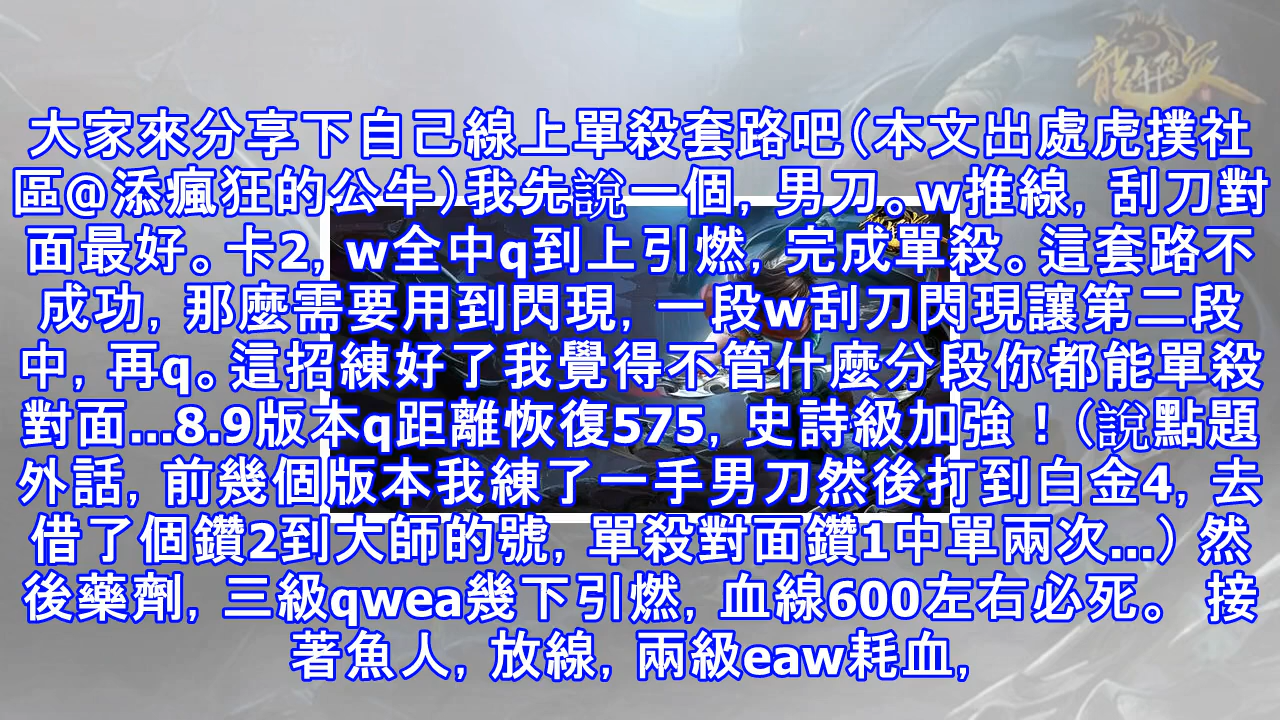 大家來分享下自己線上單殺套路吧(本文出處虎撲社
區@添瘋狂的公牛)我先說一個, 男刀。w推線, 刮刀對
面最好。卡2, w全中q到上引燃, 完成單殺。這套路不
成功, 那麼需要用到閃現, 一段w刮刀閃現讓第二段
中, 再q。這招練好了我覺得不管什麼分段你都能單殺
對面...8.9版本q距離恢復575, 史詩級加強！(說點題
外話, 前幾個版本我練了一手男刀然後打到白金4, 去
借了個鑽2到大師的號, 單殺對面鑽1中單兩次...) 然
後藥劑, 三級qwea幾下引燃, 血線600左右必死。 接
著魚人, 放線, 兩級eaw耗血,